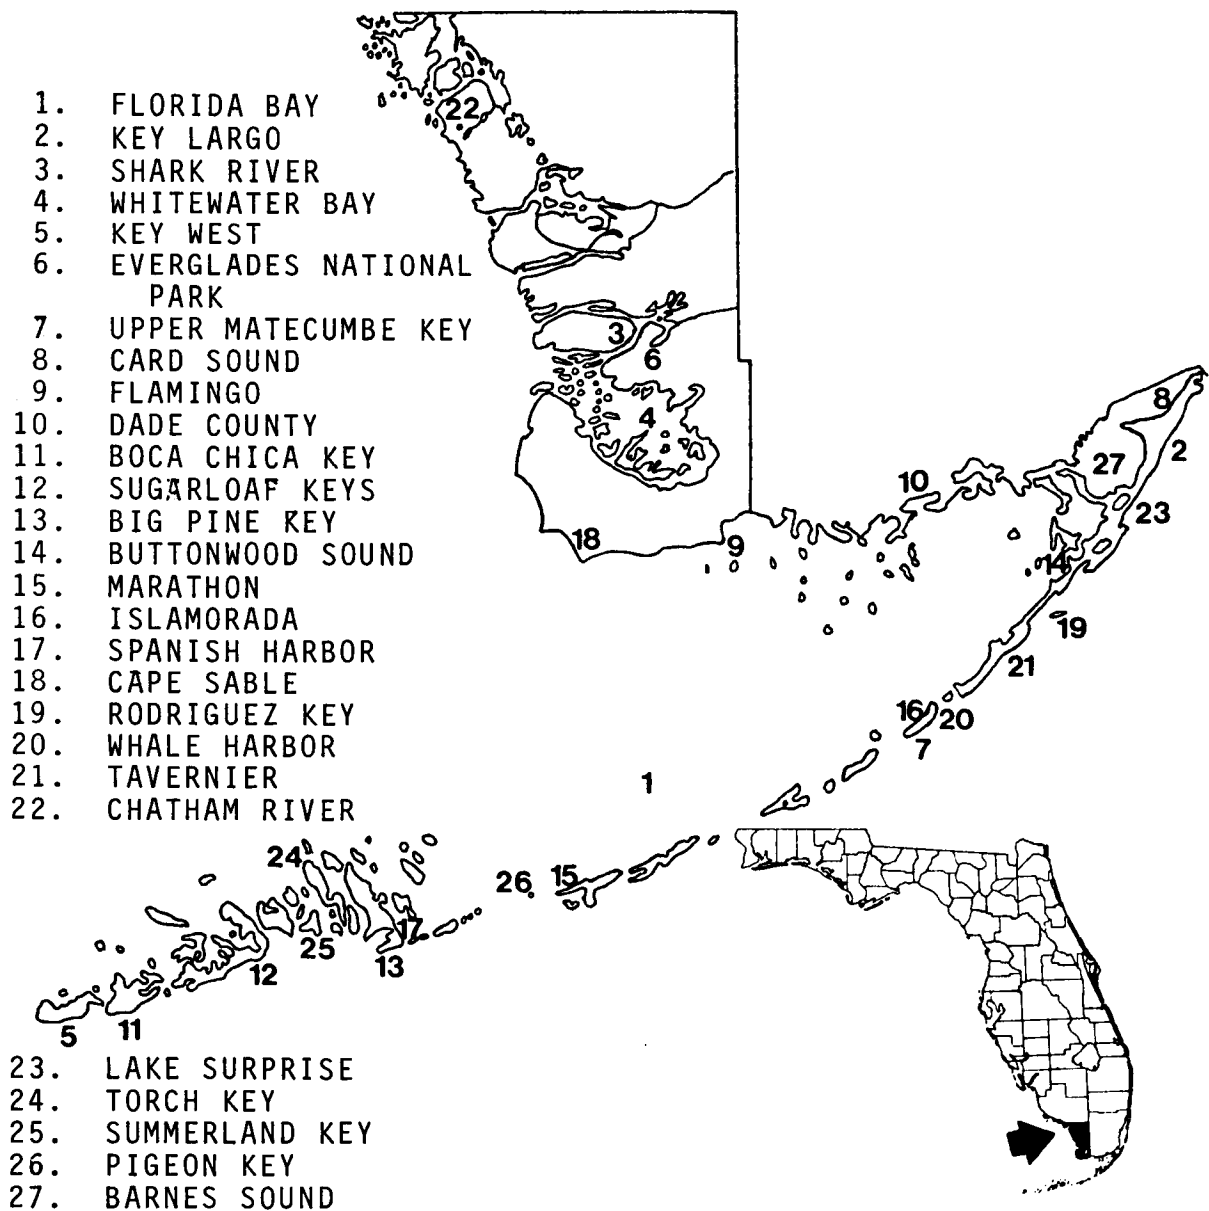 1. FLORIDA BAY
2. KEY LARGO
3. SHARK RIVER
4. WHITEWATER BAY
5. KEY WEST
6. EVERGLADES NATIONAL
PARK
7. UPPER MATECUMBE KEY
8. CARD SOUND
9. FLAMINGO
10. DADE COUNTY
11. BOCA CHICA KEY
12. SUGARLOAF KEYS
13. BIG PINE KEY
14. BUTTONWOOD SOUND
15. MARATHON
16. ISLAMORADA
17. SPANISH HARBOR
18. CAPE SABLE
19. RODRIGUEZ KEY
20. WHALE HARBOR
21. TAVERNIER
22. CHATHAM RIVER
22
3
6
4
8
2
27
10
23
18
9
14
19
21
16
20
7
1
24
26
15
17
25
12
13
5
11
23. LAKE SURPRISE
24. TORCH KEY
25. SUMMERLAND KEY
26. PIGEON KEY
27. BARNES SOUND